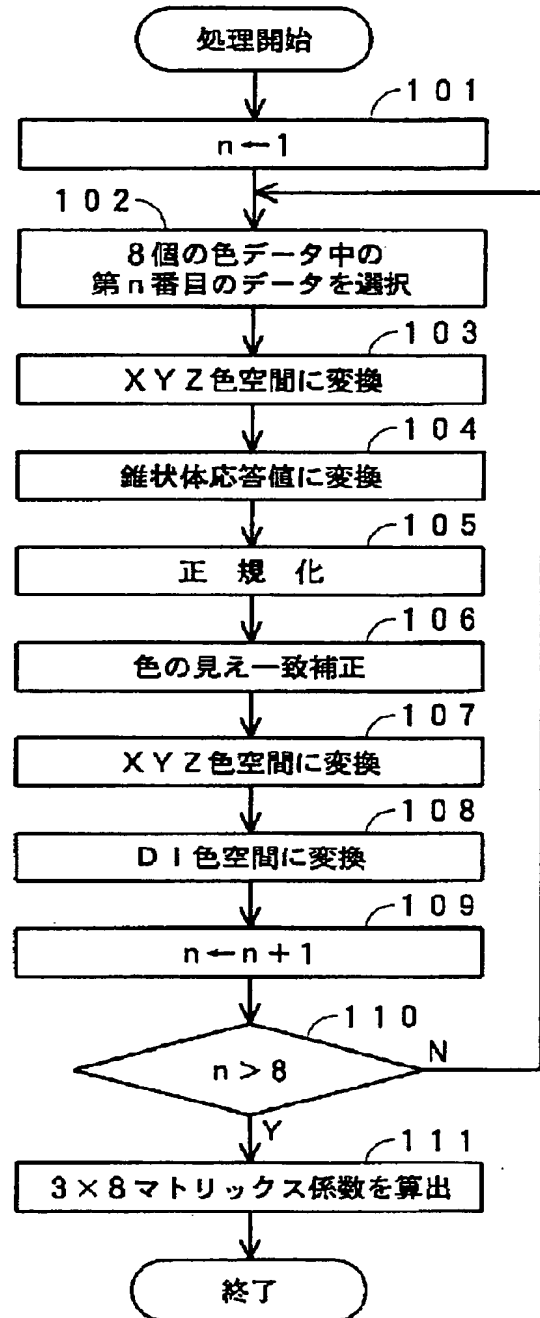 処理開始
101
n←1
102
8個の色データ中の
第n番目のデータを選択
103
XYZ色空間に変換
104
錐状体応答値に変換
105
正規化
106
色の見え一致補正
107
XYZ色空間に変換
108
DI色空間に変換
109
n←n+1
110
n>8
N
Y
111
3×8マトリックス係数を算出
終了